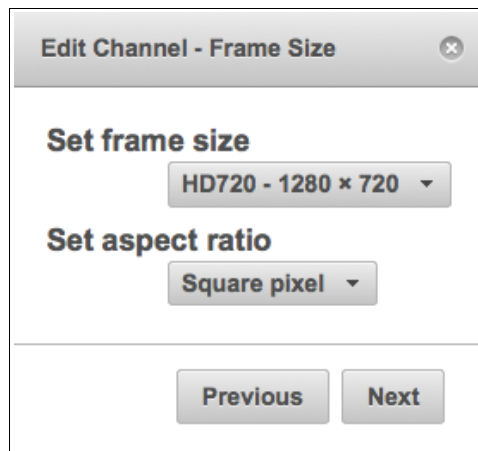 Edit Channel - Frame Size
Set frame size
HD720 - 1280 × 720
Set aspect ratio
Square pixel
Previous Next